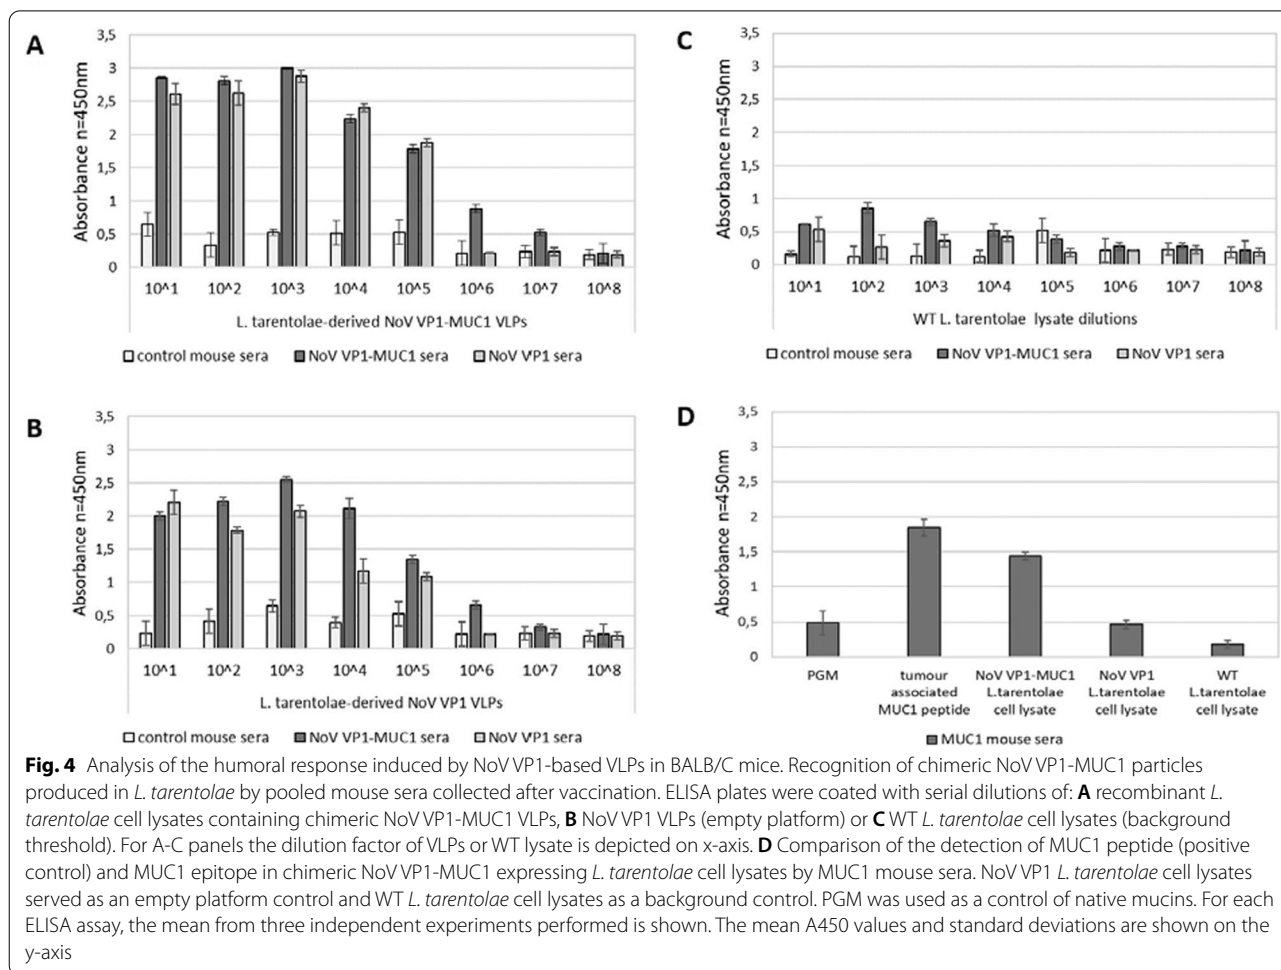 A
Absorbance n=450nm
3,5
3
2,5
2
1,5
1
0,5
0
10^1 10^2 10^3 10^4 10^5 10^6 10^7 10^8
L. tarentolae-derived NoV VP1-MUC1 VLPs
control mouse sera NoV VP1-MUC1 sera NoV VP1 sera
B
Absorbance n=450nm
3,5
3
2,5
2
1,5
1
0,5
0
10^1 10^2 10^3 10^4 10^5 10^6 10^7 10^8
L. tarentolae-derived NoV VP1 VLPs
control mouse sera NoV VP1-MUC1 sera NoV VP1 sera
C
Absorbance n=450nm
3,5
3
2,5
2
1,5
1
0,5
0
10^1 10^2 10^3 10^4 10^5 10^6 10^7 10^8
WT L. tarentolae lysate dilutions
control mouse sera NoV VP1-MUC1 sera NoV VP1 sera
D
Absorbance n=450nm
3,5
3
2,5
2
1,5
1
0,5
0
PGM tumour NoV VP1-MUC1 NoV VP1 WT
associated L.tarentolae L.tarentolae L.tarentolae
MUC1 peptide cell lysate cell lysate cell lysate
MUC1 mouse sera
Fig. 4 Analysis of the humoral response induced by NoV VP1-based VLPs in BALB/C mice. Recognition of chimeric NoV VP1-MUC1 particles
produced in L. tarentolae by pooled mouse sera collected after vaccination. ELISA plates were coated with serial dilutions of: A recombinant L.
tarentolae cell lysates containing chimeric NoV VP1-MUC1 VLPs, B NoV VP1 VLPs (empty platform) or C WT L. tarentolae cell lysates (background
threshold). For A-C panels the dilution factor of VLPs or WT lysate is depicted on x-axis. D Comparison of the detection of MUC1 peptide (positive
control) and MUC1 epitope in chimeric NoV VP1-MUC1 expressing L. tarentolae cell lysates by MUC1 mouse sera. NoV VP1 L. tarentolae cell lysates
served as an empty platform control and WT L. tarentolae cell lysates as a background control. PGM was used as a control of native mucins. For each
ELISA assay, the mean from three independent experiments performed is shown. The mean A450 values and standard deviations are shown on the
y-axis